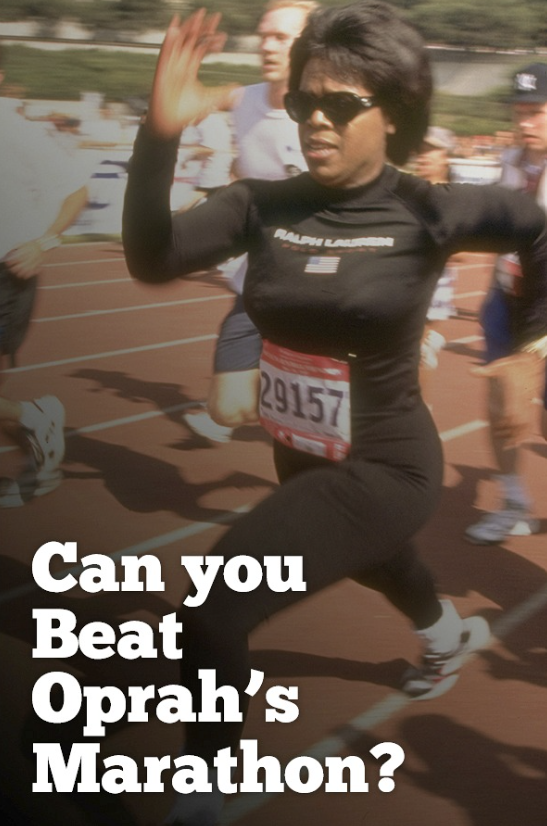 RALPH LAUREN
29157
Can you
Beat
Oprah's
Marathon?